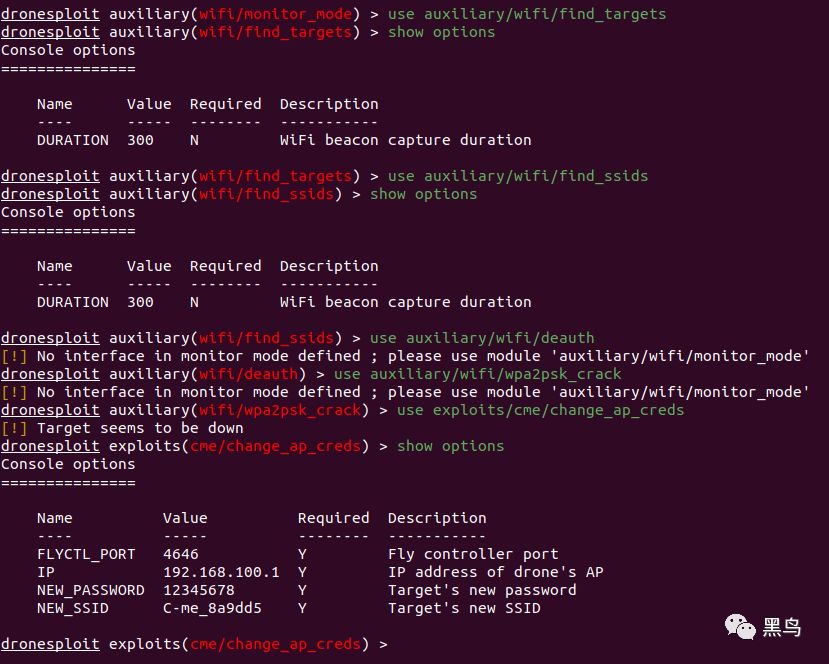 dronesploit auxiliary(wifi/monitor_mode) > use auxiliary/wifi/find_targets
dronesploit auxiliary(wifi/find_targets) > show options
Console options
===============
Name Value Required Description
---- ----- -------- -----------
DURATION 300 N WiFi beacon capture duration
dronesploit auxiliary(wifi/find_targets) > use auxiliary/wifi/find_ssids
dronesploit auxiliary(wifi/find_ssids) > show options
Console options
===============
Name Value Required Description
---- ----- -------- -----------
DURATION 300 N WiFi beacon capture duration
dronesploit auxiliary(wifi/find_ssids) > use auxiliary/wifi/deauth
[!] No interface in monitor mode defined ; please use module 'auxiliary/wifi/monitor_mode'
dronesploit auxiliary(wifi/deauth) > use auxiliary/wifi/wpa2psk_crack
[!] No interface in monitor mode defined ; please use module 'auxiliary/wifi/monitor_mode'
dronesploit auxiliary(wifi/wpa2psk_crack) > use exploits/cme/change_ap_creds
[!] Target seems to be down
dronesploit exploits(cme/change_ap_creds) > show options
Console options
===============
Name Value Required Description
---- ----- -------- -----------
FLYCTL_PORT 4646 Y Fly controller port
IP 192.168.100.1 Y IP address of drone's AP
NEW_PASSWORD 12345678 Y Target's new password
NEW_SSID C-me_8a9dd5 Y Target's new SSID
dronesploit exploits(cme/change_ap_creds) >
黑鸟